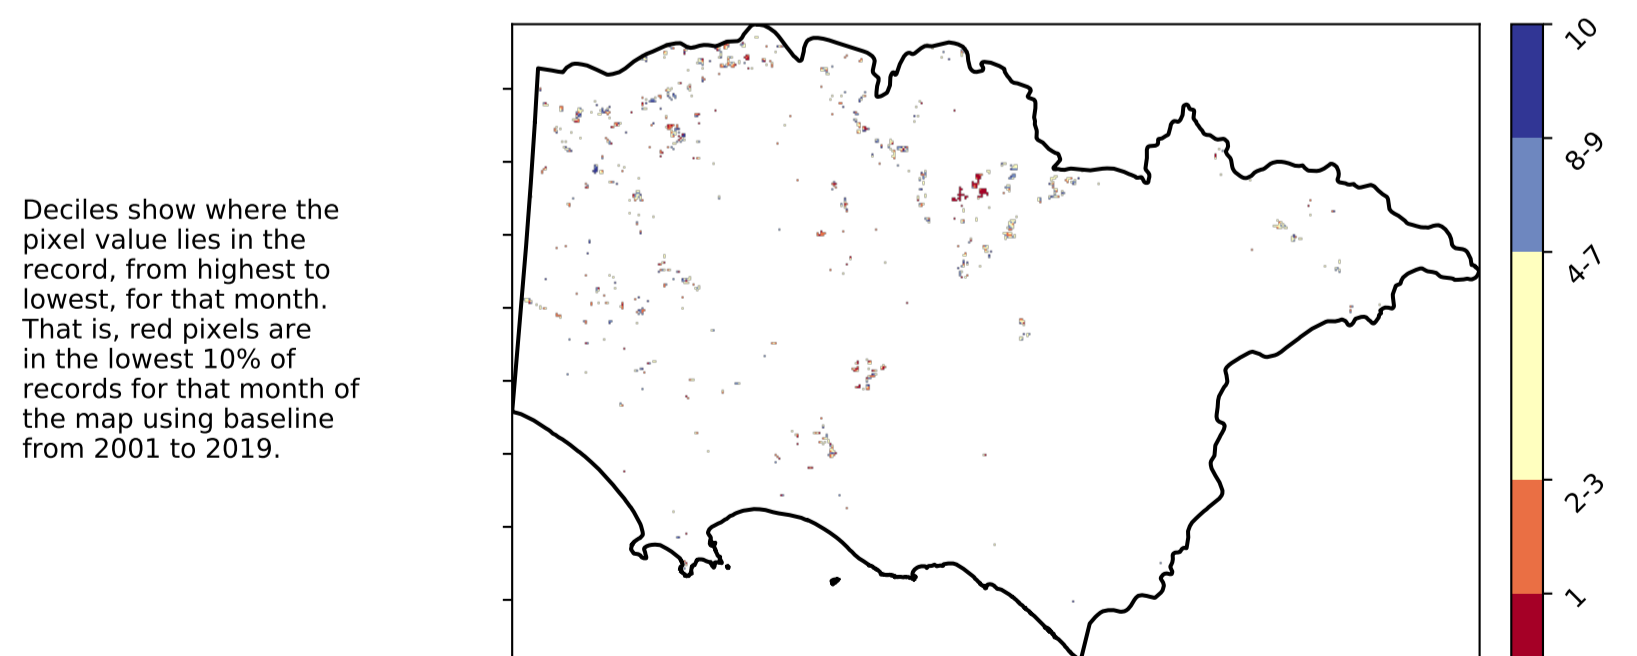 Deciles show where the
pixel value lies in the
record, from highest to
lowest, for that month.
That is, red pixels are
in the lowest 10% of
records for that month of
the map using baseline
from 2001 to 2019.
10
8-9
4-7
2-3
1